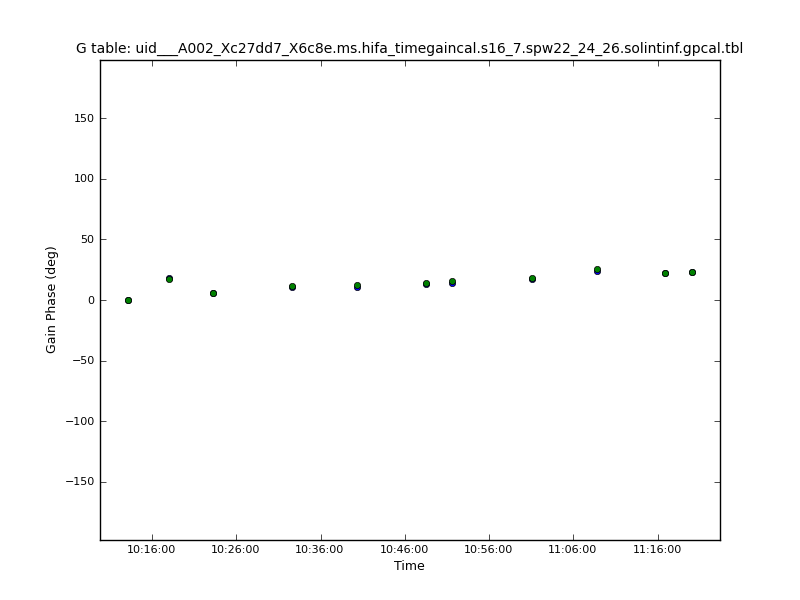 G table: uid___A002_Xc27dd7_X6c8e.ms.hifa_timegaincal.s16_7.spw22_24_26.solintinf.gpcal.tbl
150
100
50
0
−50
−100
−150
Gain Phase (deg)
10:16:00 10:26:00 10:36:00 10:46:00 10:56:00 11:06:00 11:16:00
Time